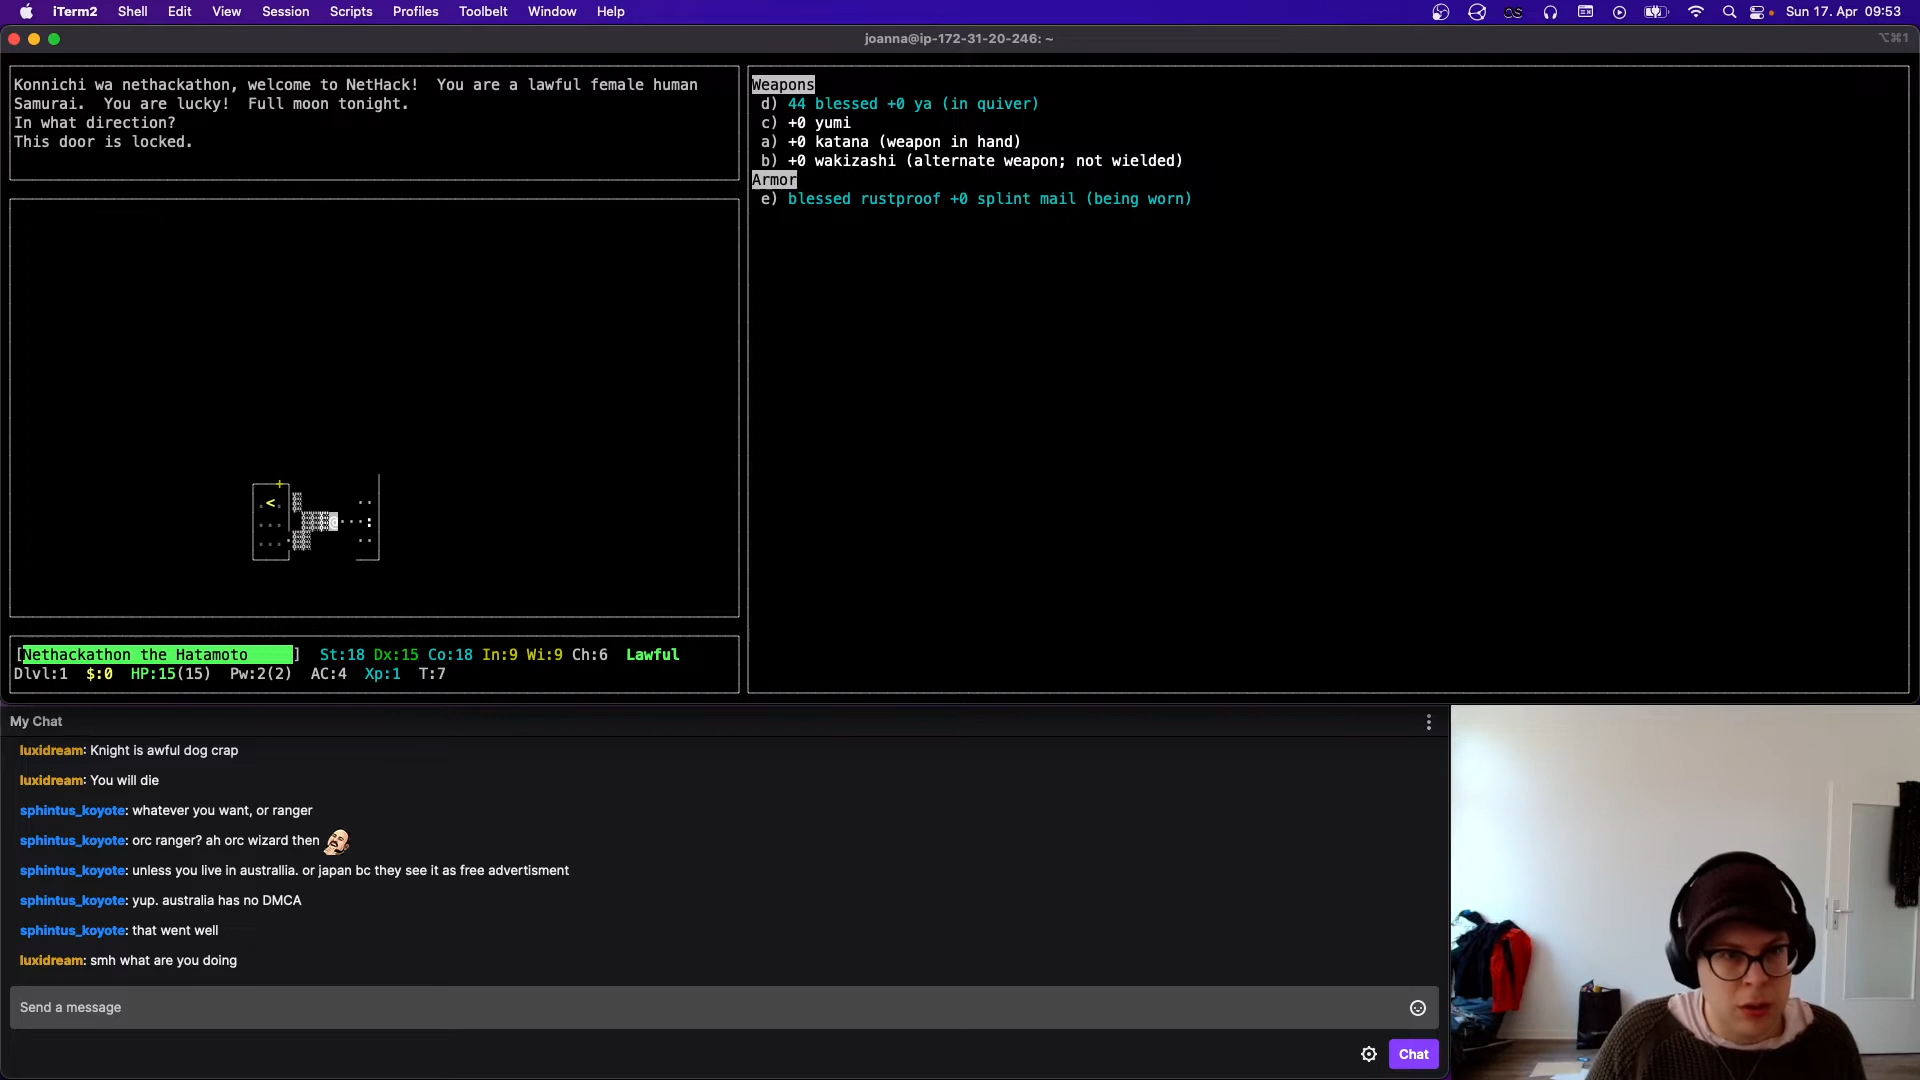 iTerm2 Shell Edit View Session Scripts Profiles Toolbelt Window Help Sun 17. Apr 09:53
joanna@ip-172-31-20-246: ~ ⌥⌘1
Konnichi wa nethackathon, welcome to NetHack!  You are a lawful female human
Samurai.  You are lucky!  Full moon tonight.
In what direction?
This door is locked.
Weapons
d) 44 blessed +0 ya (in quiver)
c) +0 yumi
a) +0 katana (weapon in hand)
b) +0 wakizashi (alternate weapon; not wielded)
Armor
e) blessed rustproof +0 splint mail (being worn)
[Nethackathon the Hatamoto ] St:18 Dx:15 Co:18 In:9 Wi:9 Ch:6 Lawful
Dlvl:1 $:0 HP:15(15) Pw:2(2) AC:4 Xp:1 T:7
My Chat
luxidream: Knight is awful dog crap
luxidream: You will die
sphintus_koyote: whatever you want, or ranger
sphintus_koyote: orc ranger? ah orc wizard then
sphintus_koyote: unless you live in australlia. or japan bc they see it as free advertisment
sphintus_koyote: yup. australia has no DMCA
sphintus_koyote: that went well
luxidream: smh what are you doing
Send a message
Chat